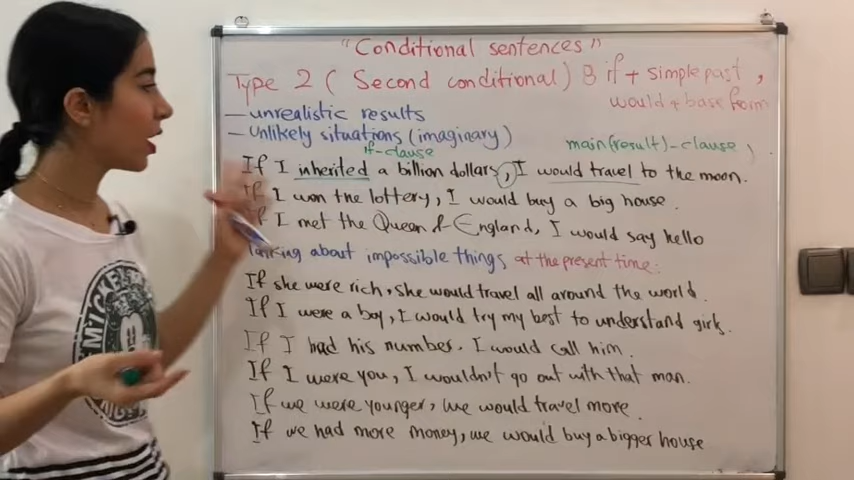 "Conditional sentences"
Type 2 ( Second conditional) if + simple past ,
would + base form
— unrealistic results
— Unlikely situations (imaginary)
if-clause main(result)-clause
If I inherited a billion dollars, I would travel to the moon.
If I won the lottery, I would buy a big house.
If I met the Queen of England, I would say hello
Talking about impossible things at the present time.
If she were rich, she would travel all around the world.
If I were a boy, I would try my best to understand girls.
If I had his number. I would call him.
If I were you, I wouldn't go out with that man.
If we were younger, we would travel more.
If we had more money, we would buy a bigger house